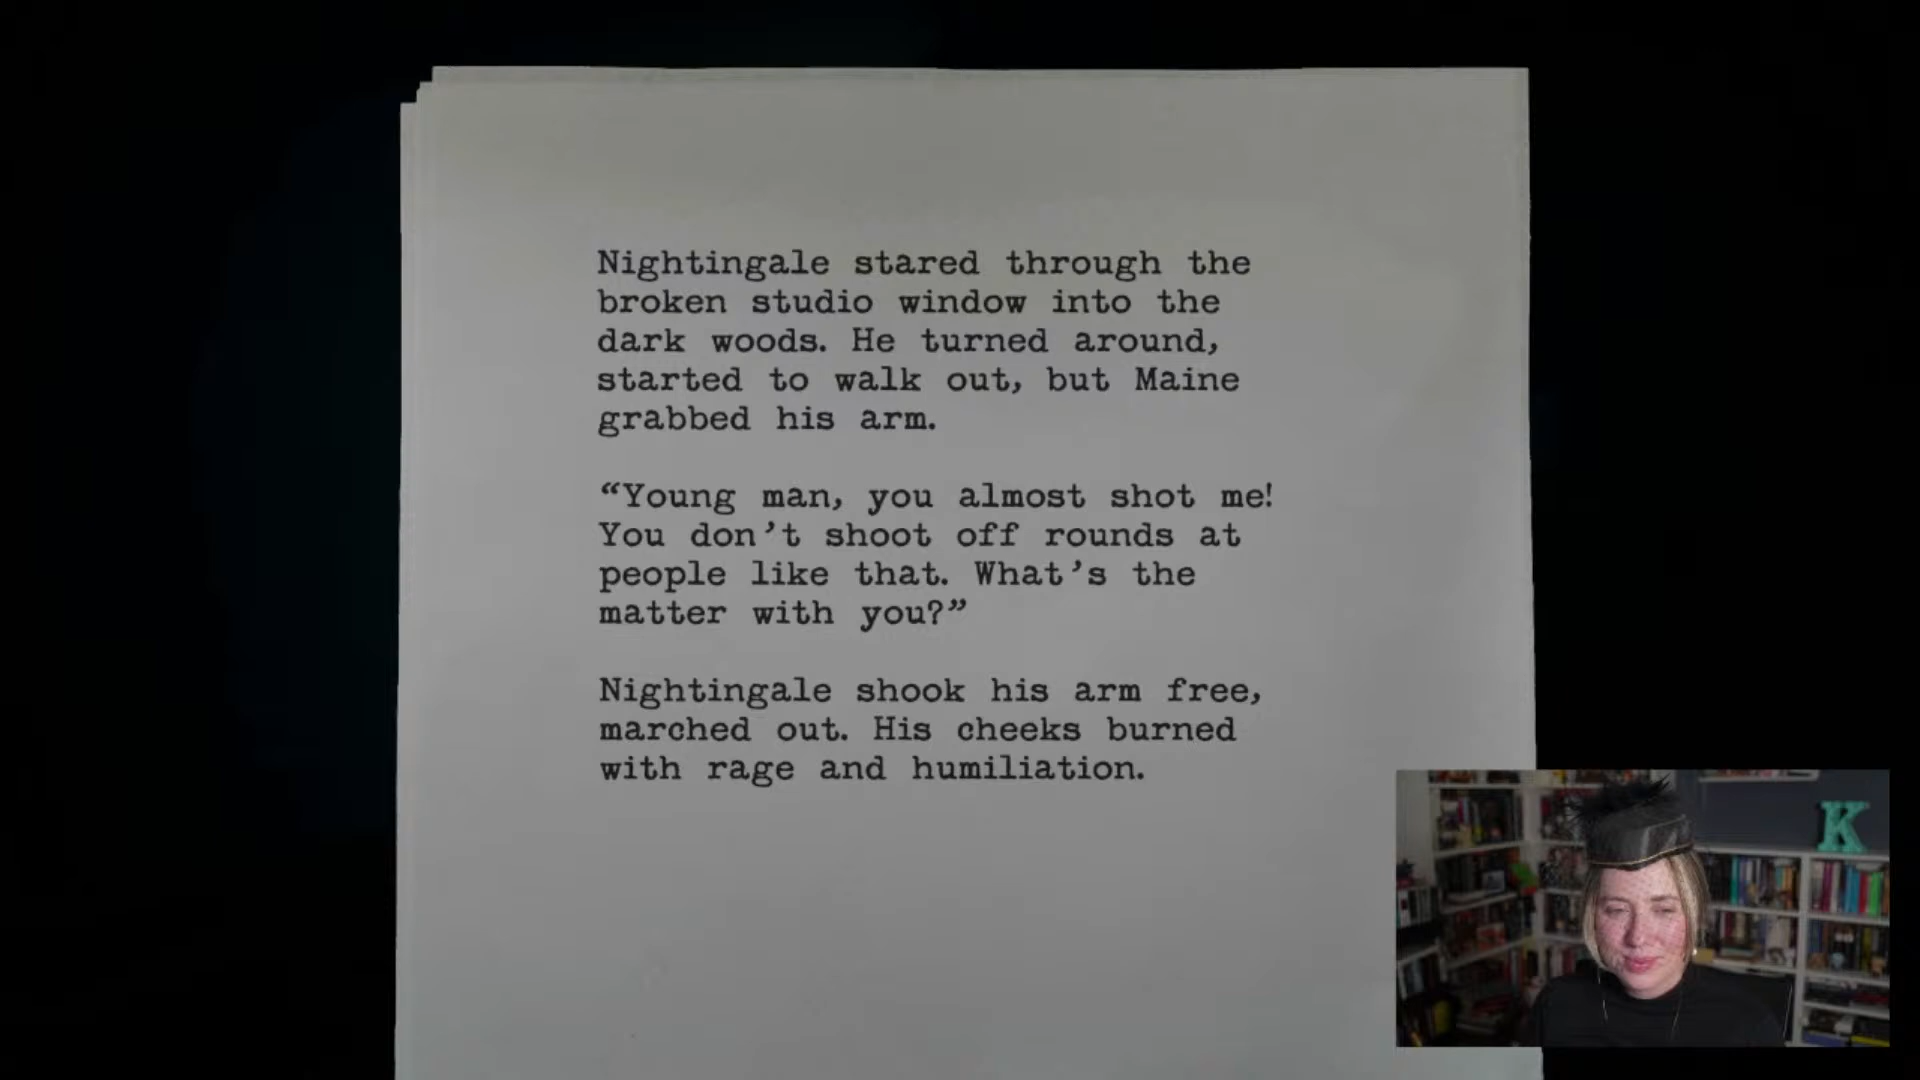 Nightingale stared through the
broken studio window into the
dark woods. He turned around,
started to walk out, but Maine
grabbed his arm.
“Young man, you almost shot me!
You don’t shoot off rounds at
people like that. What’s the
matter with you?”
Nightingale shook his arm free,
marched out. His cheeks burned
with rage and humiliation.
K